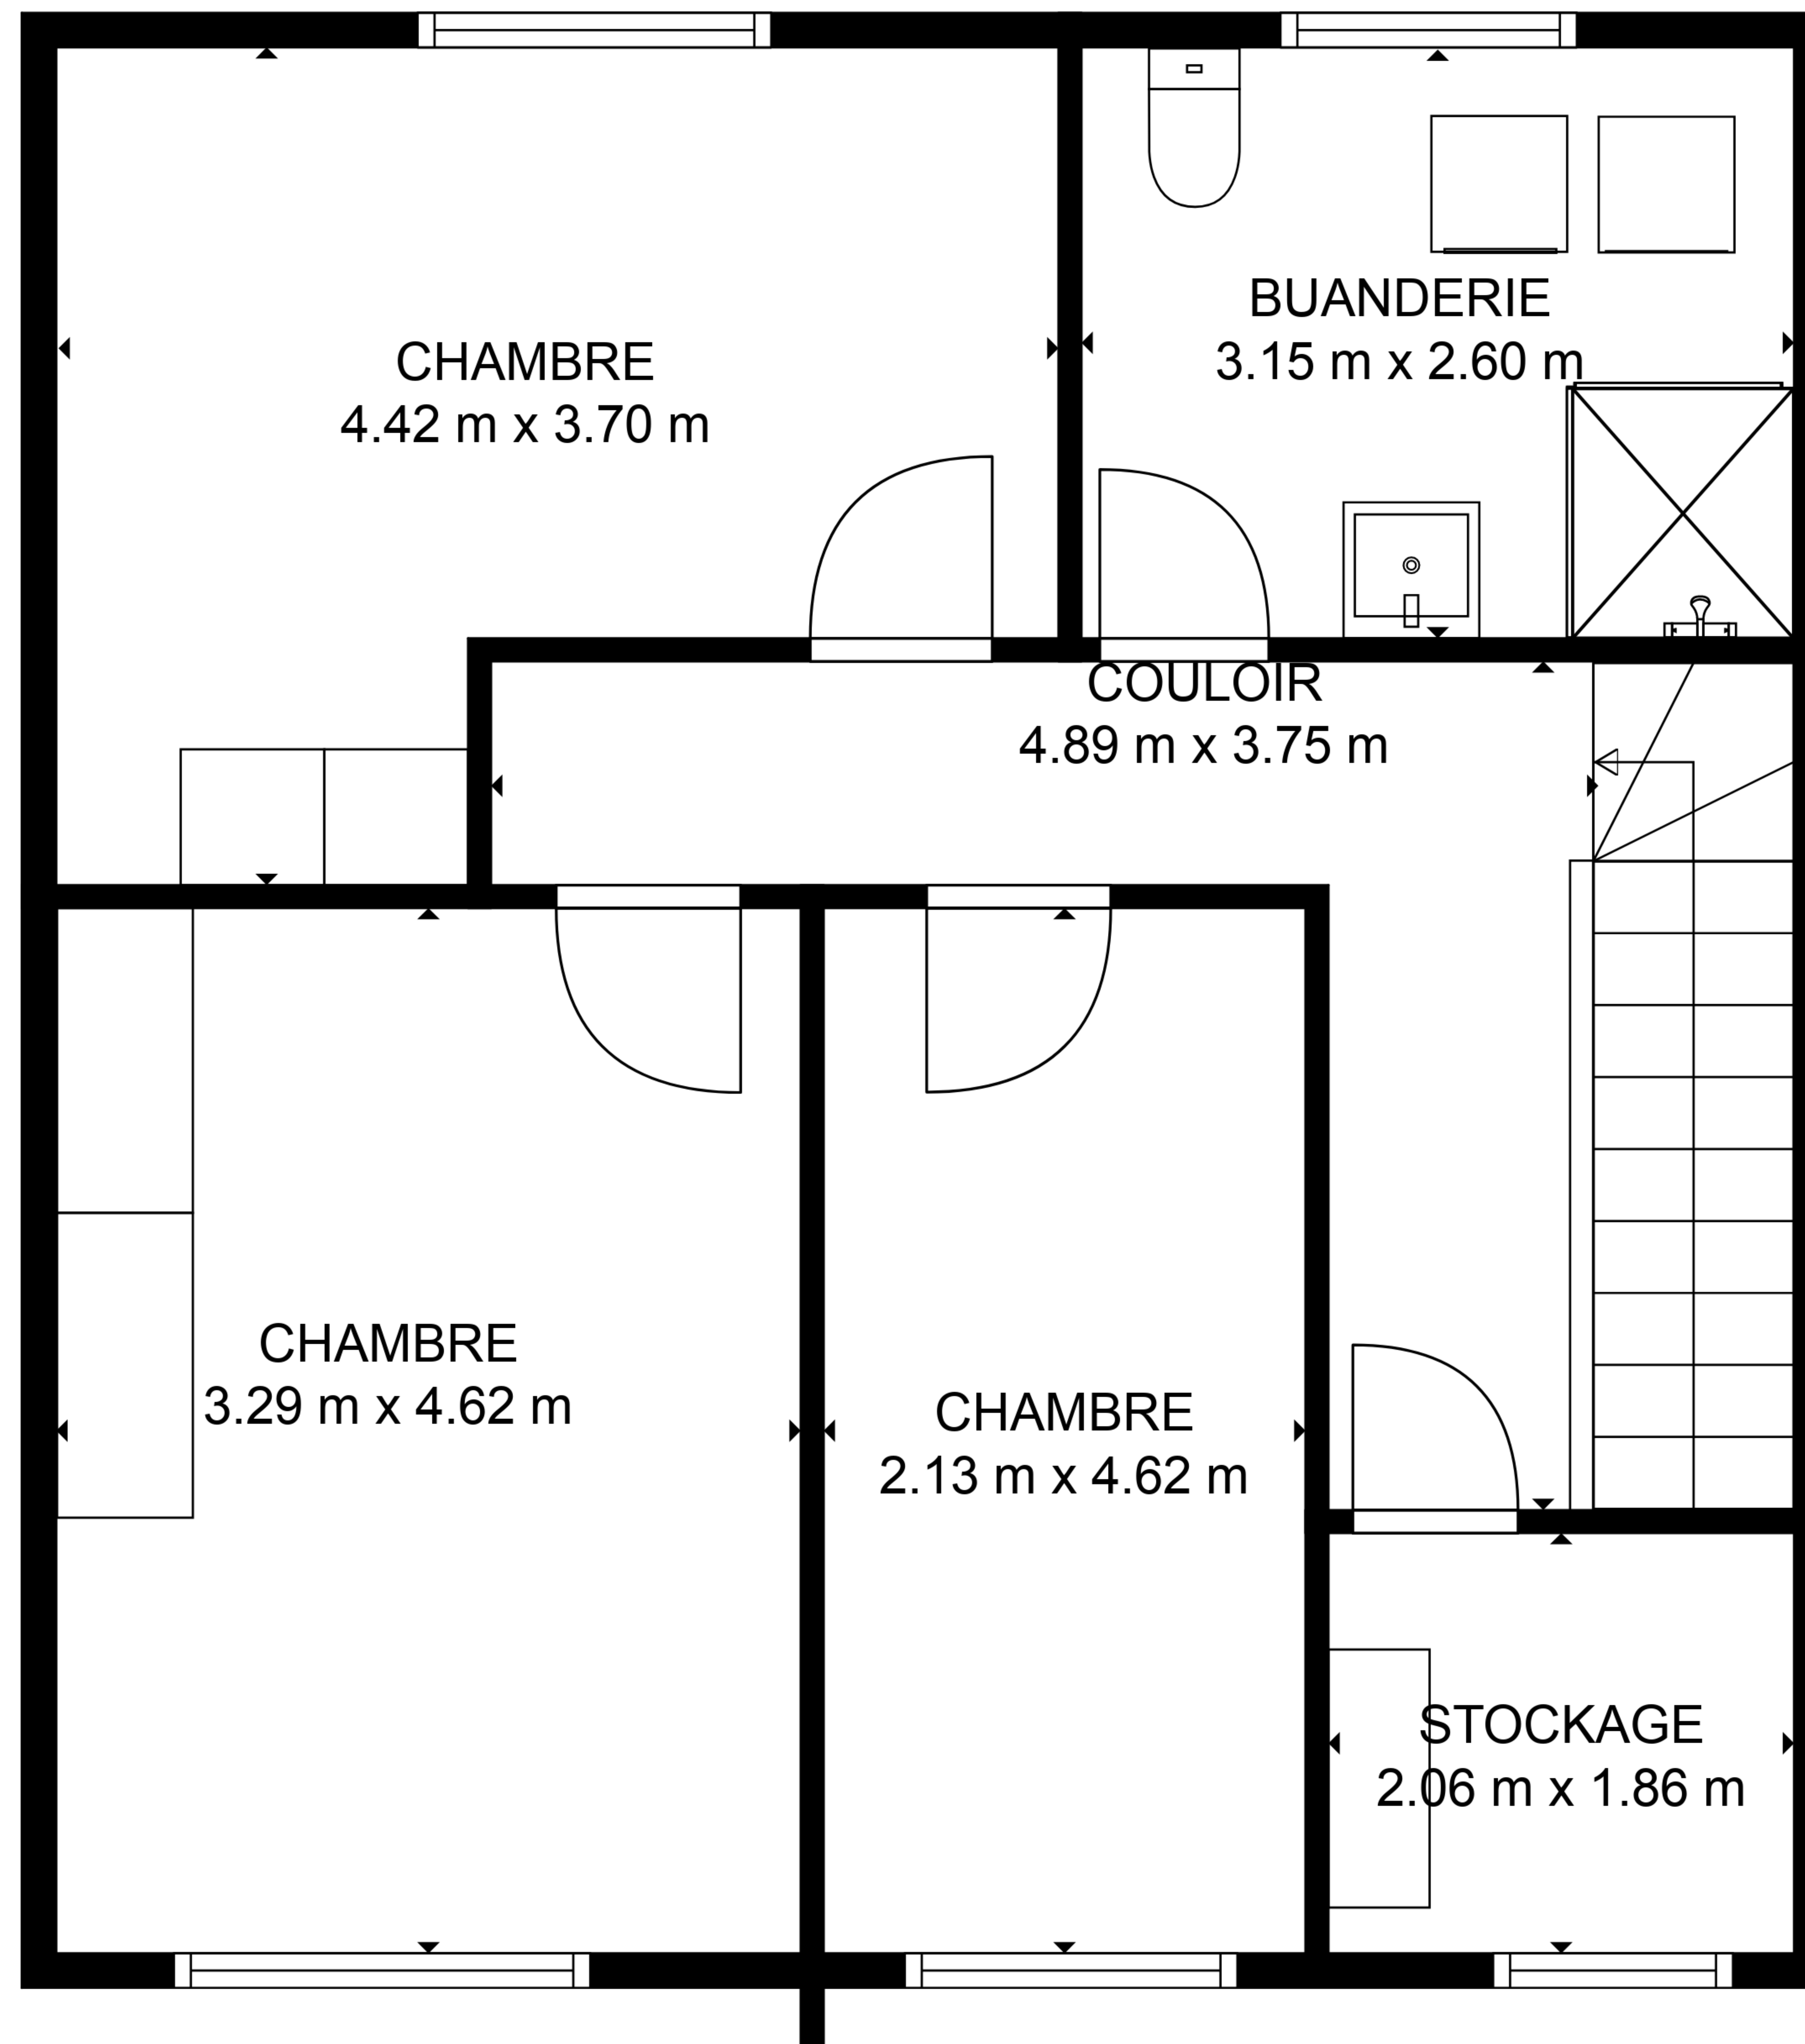 BUANDERIE
3.15 m x 2.60 m
CHAMBRE
4.42 m x 3.70 m
COULOIR
4.89 m x 3.75 m
CHAMBRE
3.29 m x 4.62 m
CHAMBRE
2.13 m x 4.62 m
STOCKAGE
2.06 m x 1.86 m